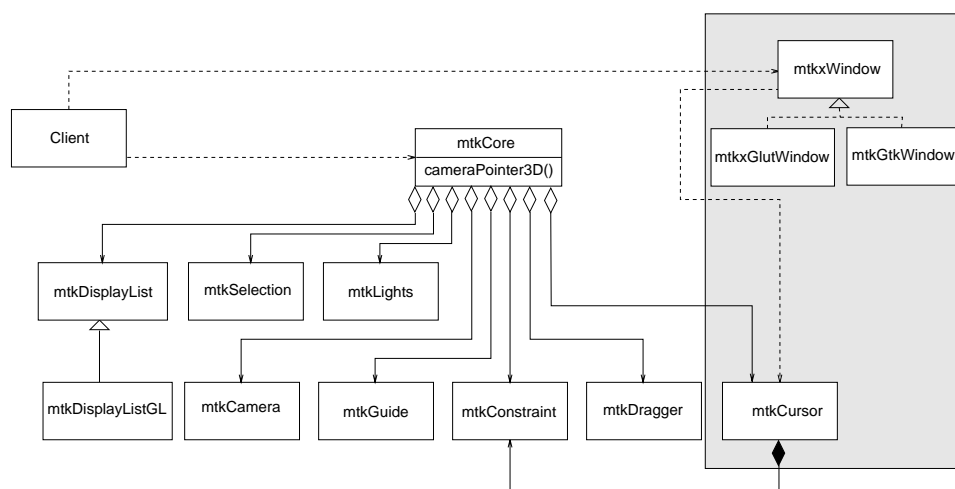 mtkxWindow
Client
mtkCore
cameraPointer3D()
mtkxGlutWindow
mtkGtkWindow
mtkDisplayList
mtkSelection
mtkLights
mtkDisplayListGL
mtkCamera
mtkGuide
mtkConstraint
mtkDragger
mtkCursor